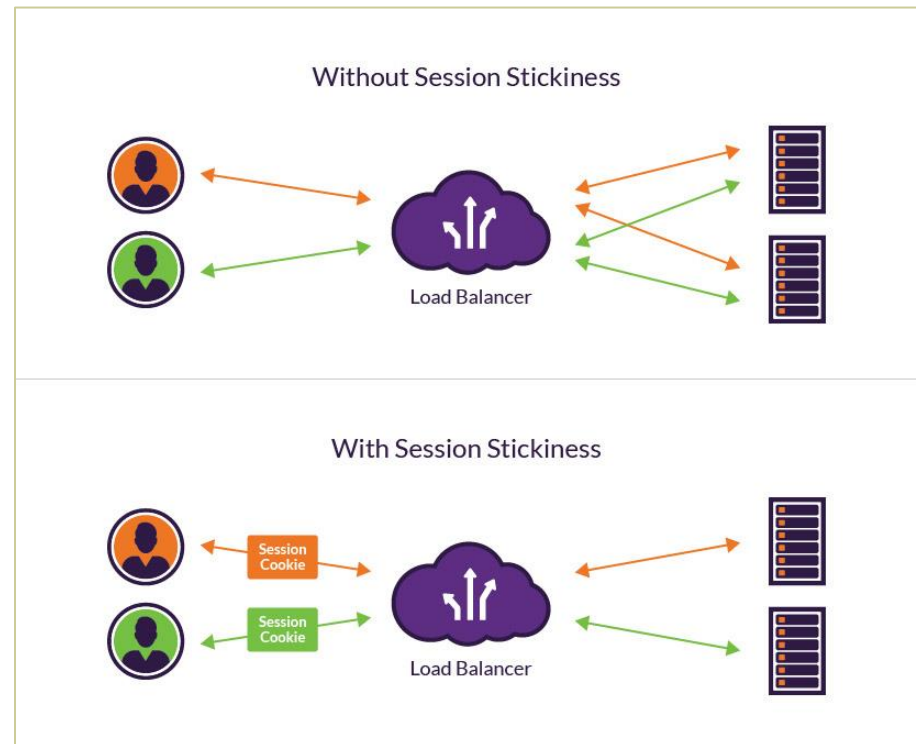 Without Session Stickiness
Load Balancer
With Session Stickiness
Session
Cookie
Session
Cookie
Load Balancer